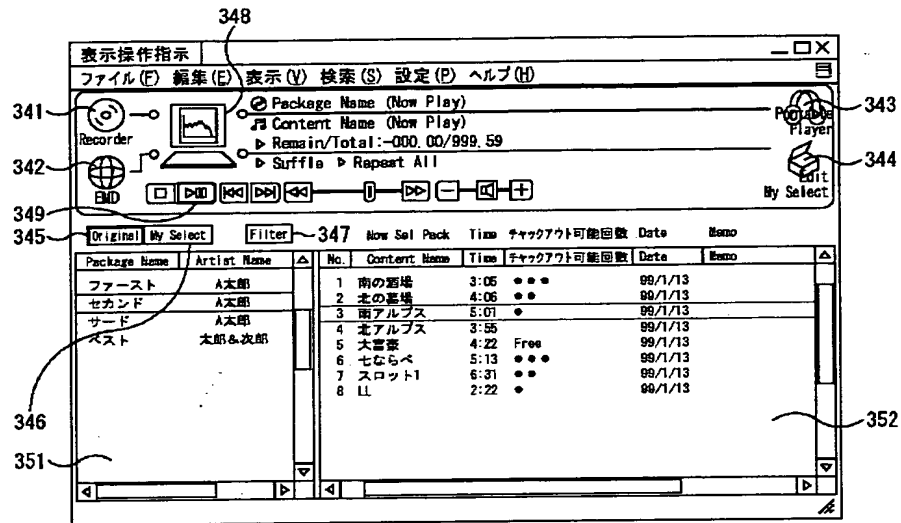 348
表示操作指示
ファイル(F) 編集(E) 表示(V) 検索(S) 設定(P) ヘルプ(H)
341
Recorder
Package Name (Now Play)
Content Name (Now Play)
Remain/Total:-000.00/999.59
Suffle Repeat All
343
Portable Player
342
EMD
344
Edit
My Select
349
345
Original My Select Filter 347 Now Sel Pack Time チャックアウト可能回数 Date Memo
Package Name Artist Name No. Content Name Time チャックアウト可能回数 Date Memo
ファースト A太郎 1 南の酒場 3:05 ●●● 99/1/13
セカンド A太郎 2 北の墓場 4:06 ●● 99/1/13
サード A太郎 3 南アルプス 5:01 ● 99/1/13
ベスト 太郎&次郎 4 北アルプス 3:55 99/1/13
5 大富豪 4:22 Free 99/1/13
6 七ならべ 5:13 ●●● 99/1/13
7 スロット1 6:31 ●● 99/1/13
8 LL 2:22 ● 99/1/13
346
352
351